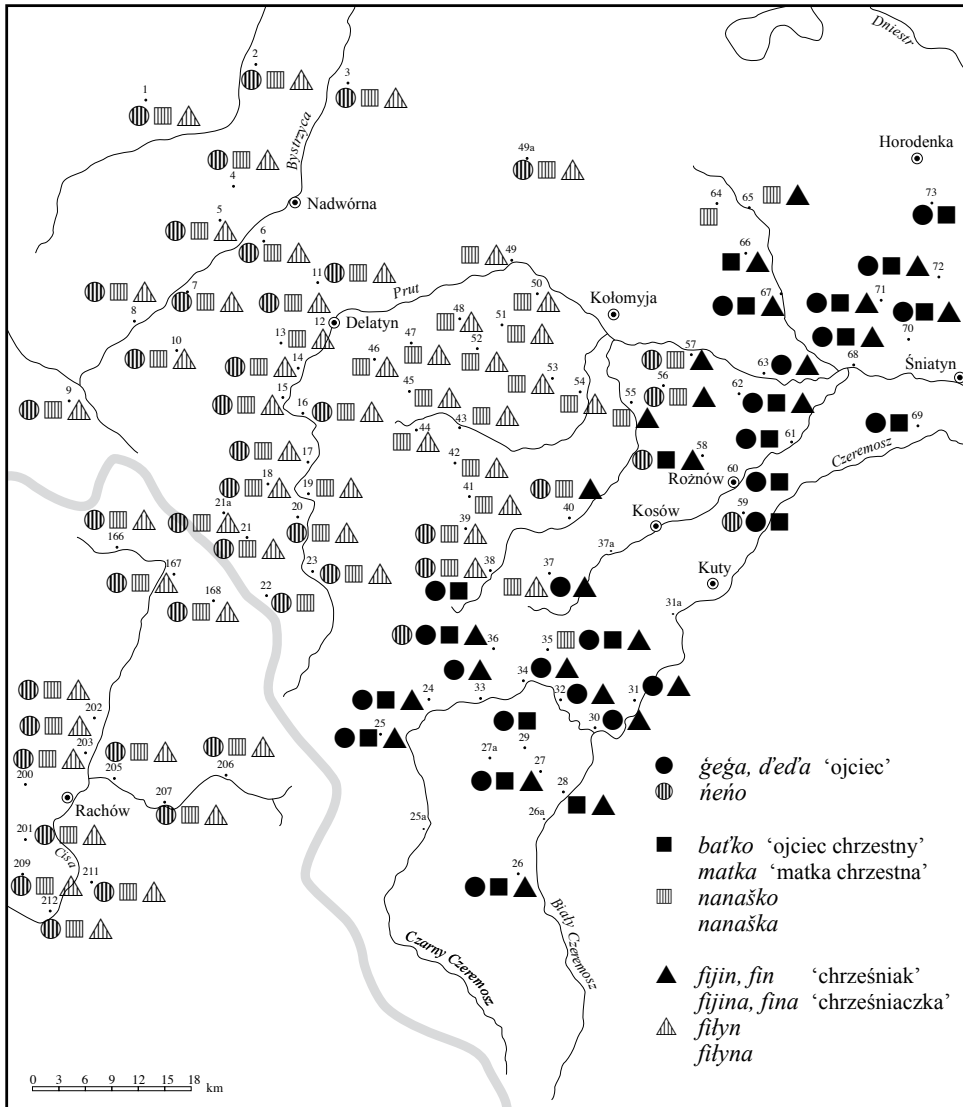 Dniestr
2
3
1
Bystrzyca
49a
Horodenka
4
64
65
73
Nadwórna
5
6
66
49
11
72
7
50
8
Prut
Kołomyja
67
71
12
Delatyn
48
51
13
47
10
52
57
70
46
14
63
68
Śniatyn
9
15
45
53
54
55
56
62
16
43
44
69
61
Czeremosz
17
42
58
18
19
41
60
Rożnów
21a
20
40
Kosów
59
166
21
39
37a
23
38
37
Kuty
167
168
22
31a
36
35
34
24
33
32
31
202
25
30
29
203
27a
27
205
206
28
200
Rachów
207
25a
26a
201
Cisa
209
211
26
212
Czarny Czeremosz
Biały Czeremosz
ģeģa, d'ed'a ‘ojciec’
ńeńo
bat'ko ‘ojciec chrzestny’
matka ‘matka chrzestna’
nanaško
nanaška
fijin, fin ‘chrześniak’
fijina, fina ‘chrześniaczka’
fiłyn
fiłyna
0 3 6 9 12 15 18
km